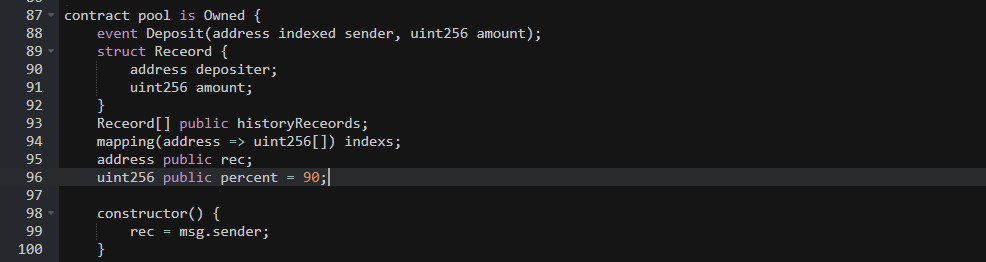 87 contract pool is Owned {
88     event Deposit(address indexed sender, uint256 amount);
89     struct Receord {
90         address depositer;
91         uint256 amount;
92     }
93     Receord[] public historyReceords;
94     mapping(address => uint256[]) indexs;
95     address public rec;
96     uint256 public percent = 90;
97
98     constructor() {
99         rec = msg.sender;
100     }